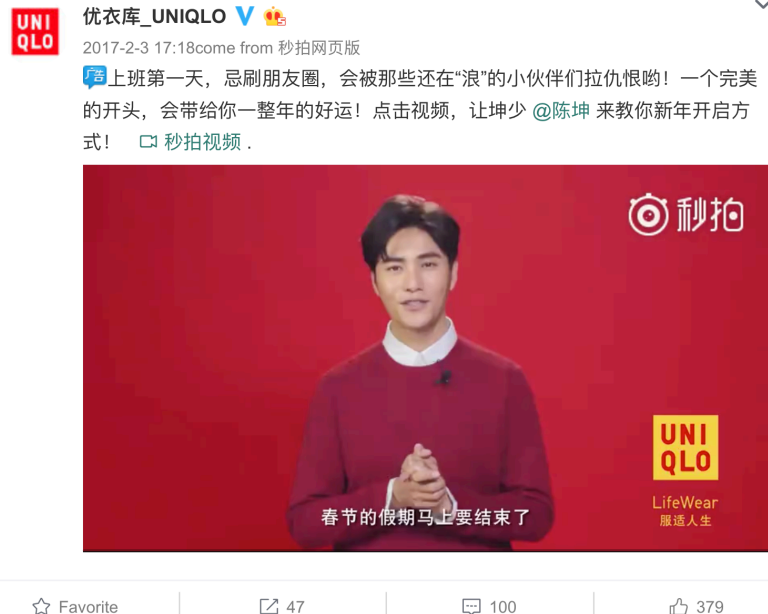 UNI
QLO
优衣库_UNIQLO
2017-2-3 17:18come from 秒拍网页版
广告上班第一天，忌刷朋友圈，会被那些还在“浪”的小伙伴们拉仇恨哟！一个完美
的开头，会带给你一整年的好运！点击视频，让坤少 @陈坤 来教你新年开启方
式！ 秒拍视频 .
秒拍
UNI
QLO
LifeWear
服适人生
春节的假期马上要结束了
Favorite 47 100 379